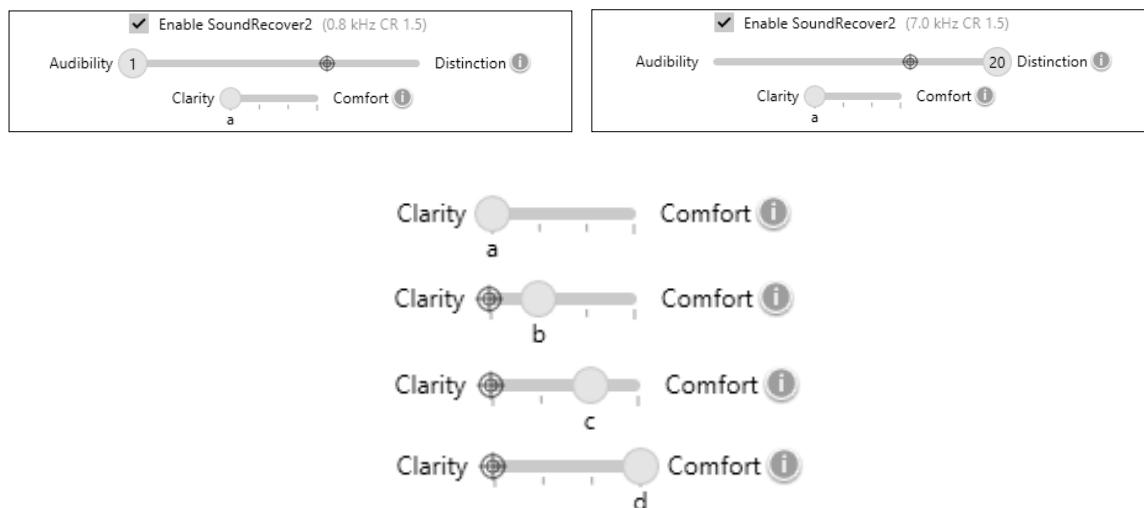 Enable SoundRecover2 (0.8 kHz CR 1.5)
Audibility 1 Distinction i
Clarity Comfort i
a
Enable SoundRecover2 (7.0 kHz CR 1.5)
Audibility 20 Distinction i
Clarity Comfort i
a
Clarity Comfort i
a
Clarity Comfort i
b
Clarity Comfort i
c
Clarity Comfort i
d